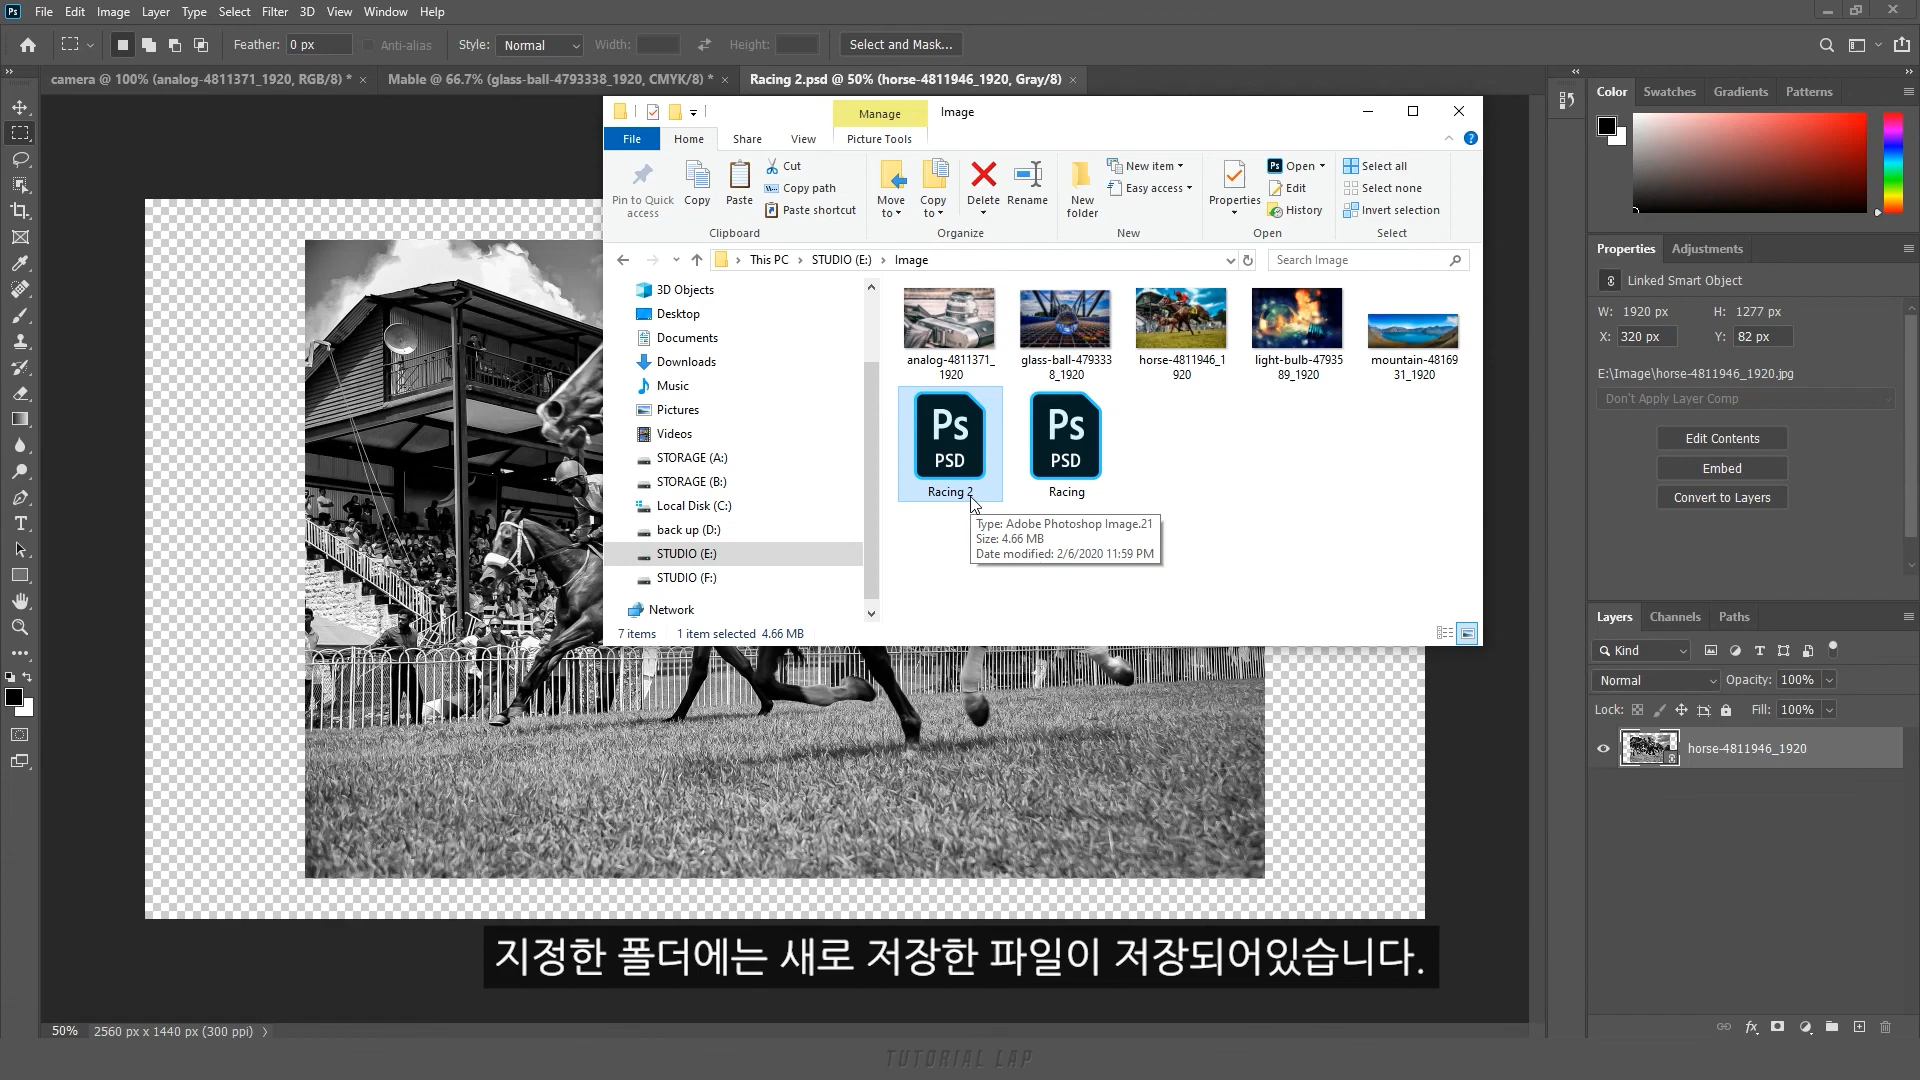 Ps File Edit Image Layer Type Select Filter 3D View Window Help
Feather: 0 px Anti-alias Style: Normal Width: Height: Select and Mask...
camera @ 100% (analog-4811371_1920, RGB/8) * × Mable @ 66.7% (glass-ball-4793338_1920, CMYK/8) * × Racing 2.psd @ 50% (horse-4811946_1920, Gray/8) ×
Manage Image
File Home Share View Picture Tools
Pin to Quick access
Copy
Paste
Cut
Copy path
Paste shortcut
Move to
Copy to
Delete
Rename
New folder
New item
Easy access
Properties
Open
Edit
History
Select all
Select none
Invert selection
Clipboard Organize New Open Select
This PC > STUDIO (E:) > Image
Search Image
3D Objects
Desktop
Documents
Downloads
Music
Pictures
Videos
STORAGE (A:)
STORAGE (B:)
Local Disk (C:)
back up (D:)
STUDIO (E:)
STUDIO (F:)
Network
analog-4811371_
1920
glass-ball-479333
8_1920
horse-4811946_1
920
light-bulb-47935
89_1920
mountain-48169
31_1920
Ps
PSD
Racing 2
Ps
PSD
Racing
Type: Adobe Photoshop Image.21
Size: 4.66 MB
Date modified: 2/6/2020 11:59 PM
7 items 1 item selected 4.66 MB
Color Swatches Gradients Patterns
Properties Adjustments
Linked Smart Object
W: 1920 px H: 1277 px
X: 320 px Y: 82 px
E:\Image\horse-4811946_1920.jpg
Don't Apply Layer Comp
Edit Contents
Embed
Convert to Layers
Layers Channels Paths
Kind
Normal Opacity: 100%
Lock: Fill: 100%
horse-4811946_1920
fx
지정한 폴더에는 새로 저장한 파일이 저장되어있습니다.
50% 2560 px x 1440 px (300 ppi) >
TUTORIAL LAP